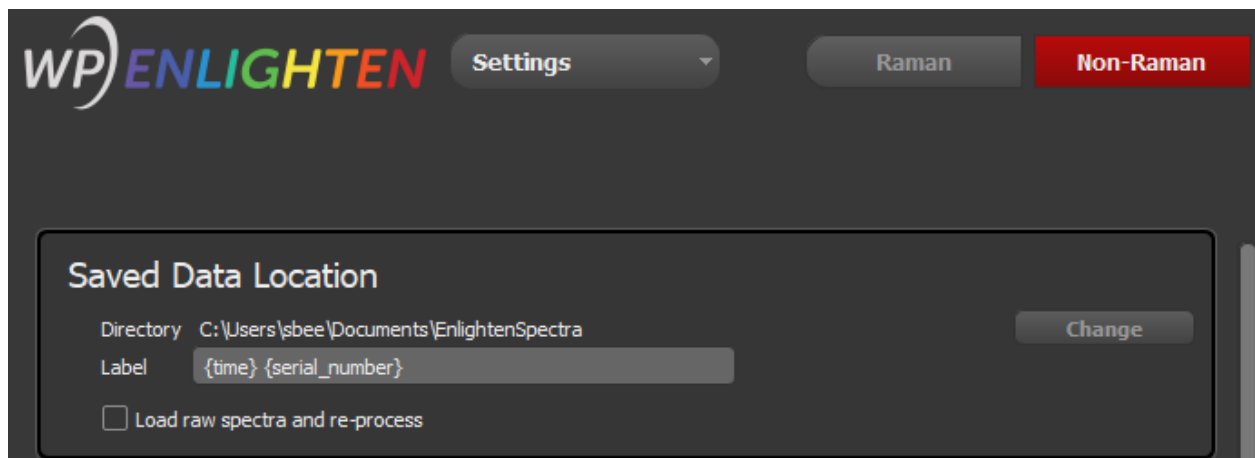 WP ENLIGHTEN Settings Raman Non-Raman
Saved Data Location
Directory C:\Users\sbee\Documents\EnlightenSpectra Change
Label {time} {serial_number}
Load raw spectra and re-process